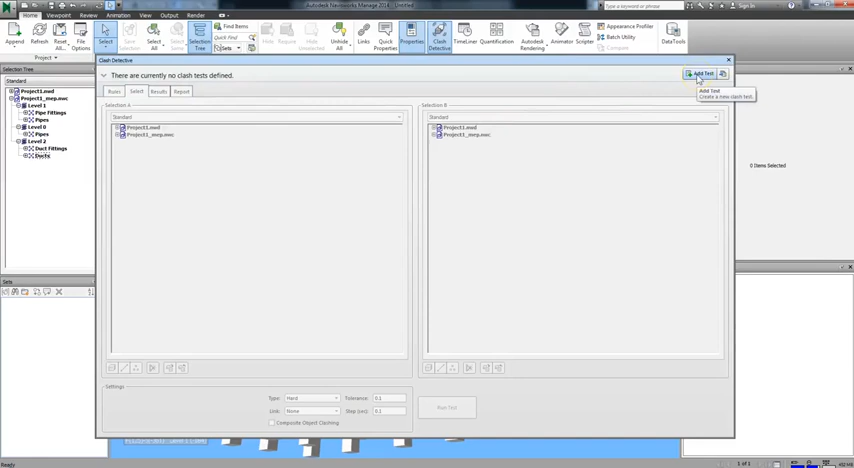 Autodesk Navisworks Manage 2014 Untitled
Type a keyword or phrase
Sign In
Home Viewpoint Review Animation View Output Render
Append
Refresh
Reset All...
File Options
Select
Save Selection
Select All
Select Same
Selection Tree
Find Items
Quick Find
Sets
Hide
Require
Hide Unselected
Unhide All
Links
Quick Properties
Properties
Clash Detective
TimeLiner
Quantification
Autodesk Rendering
Animator
Scripter
Appearance Profiler
Batch Utility
Compare
DataTools
Project
Selection Tree
Standard
Project1.nwd
Project1_mep.nwc
Level 1
Pipe Fittings
Pipes
Level 0
Pipes
Level 2
Duct Fittings
Ducts
Sets
Clash Detective
There are currently no clash tests defined.
Add Test
Add Test
Create a new clash test.
Rules Select Results Report
Selection A
Standard
Project1.nwd
Project1_mep.nwc
Selection B
Standard
Project1.nwd
Project1_mep.nwc
Settings
Type: Hard Tolerance: 0.1
Link: None Step (sec): 0.1
Composite Object Clashing
Run Test
0 Items Selected
Ready
1 of 1